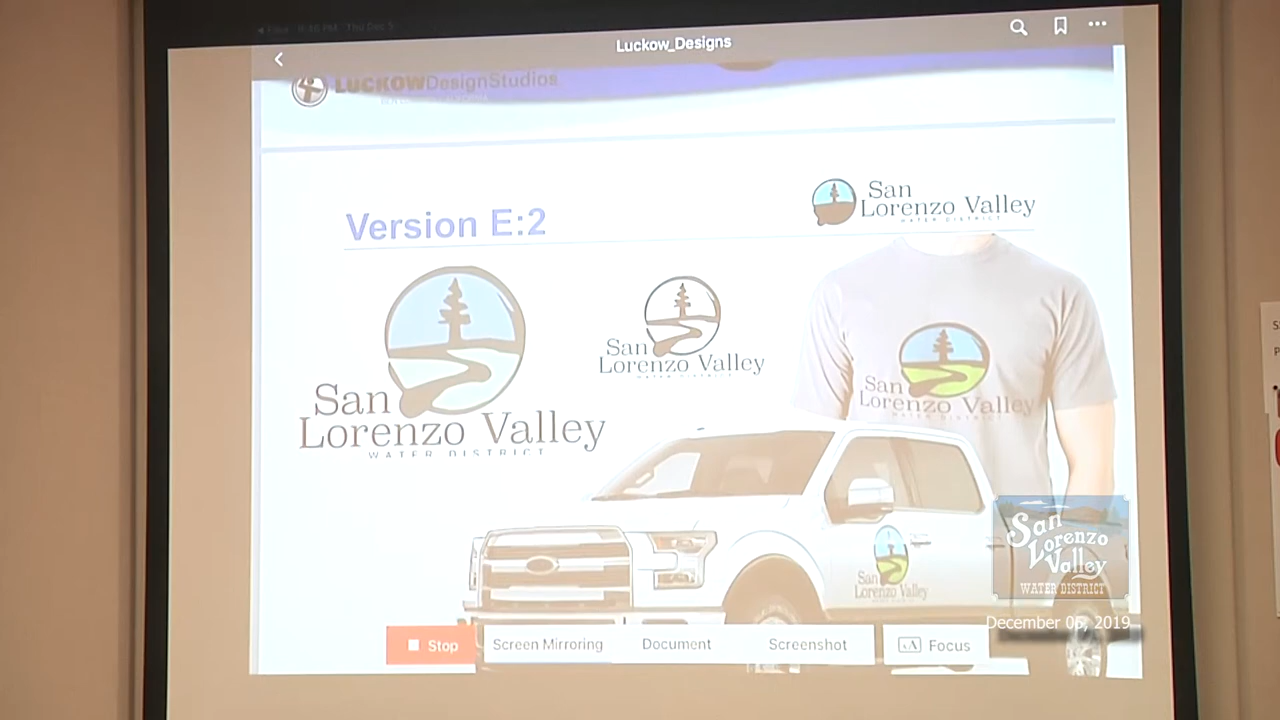 Luckow_Designs
LUCKOWDesignStudios
Version E:2
San
Lorenzo Valley
WATER DISTRICT
San
Lorenzo Valley
WATER DISTRICT
San
Lorenzo Valley
WATER DISTRICT
San
Lorenzo Valley
WATER DISTRICT
San
Lorenzo Valley
San
Lorenzo
Valley
WATER DISTRICT
December 05, 2019
Stop
Screen Mirroring
Document
Screenshot
AA Focus